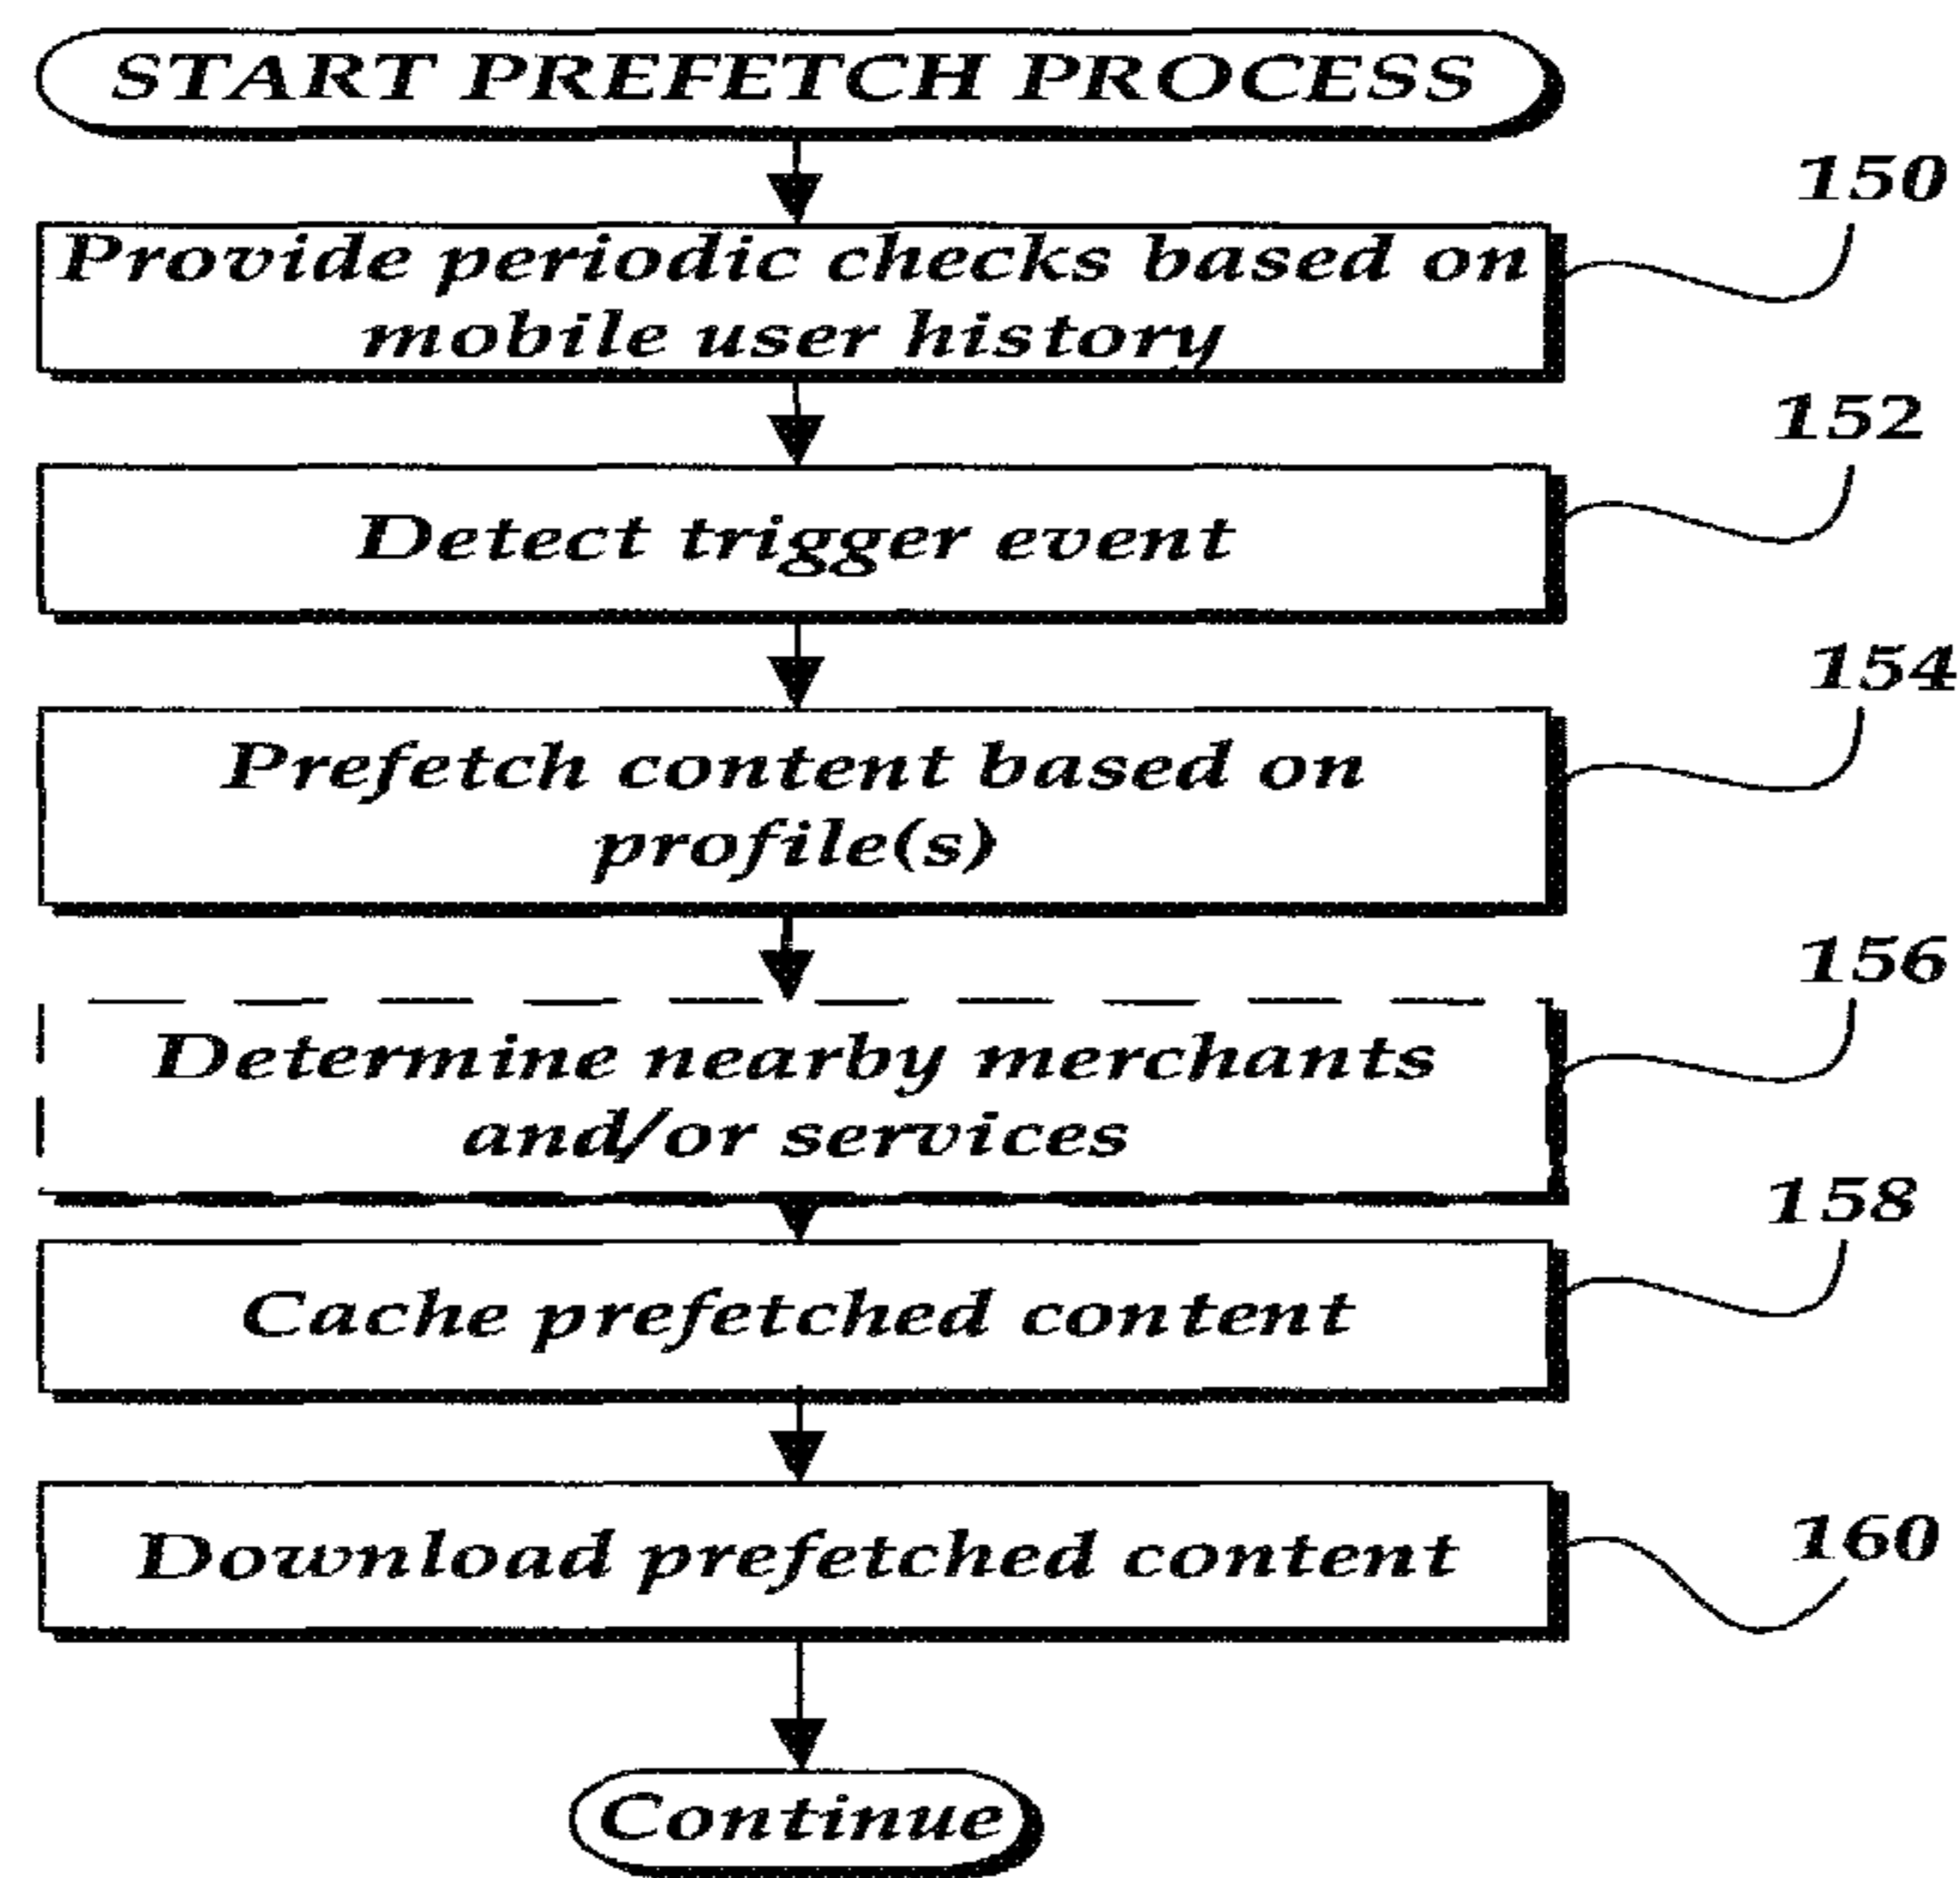 START PREFETCH PROCESS
150
Provide periodic checks based on
mobile user history
152
Detect trigger event
154
Prefetch content based on
profile(s)
156
Determine nearby merchants
and/or services
158
Cache prefetched content
160
Download prefetched content
Continue